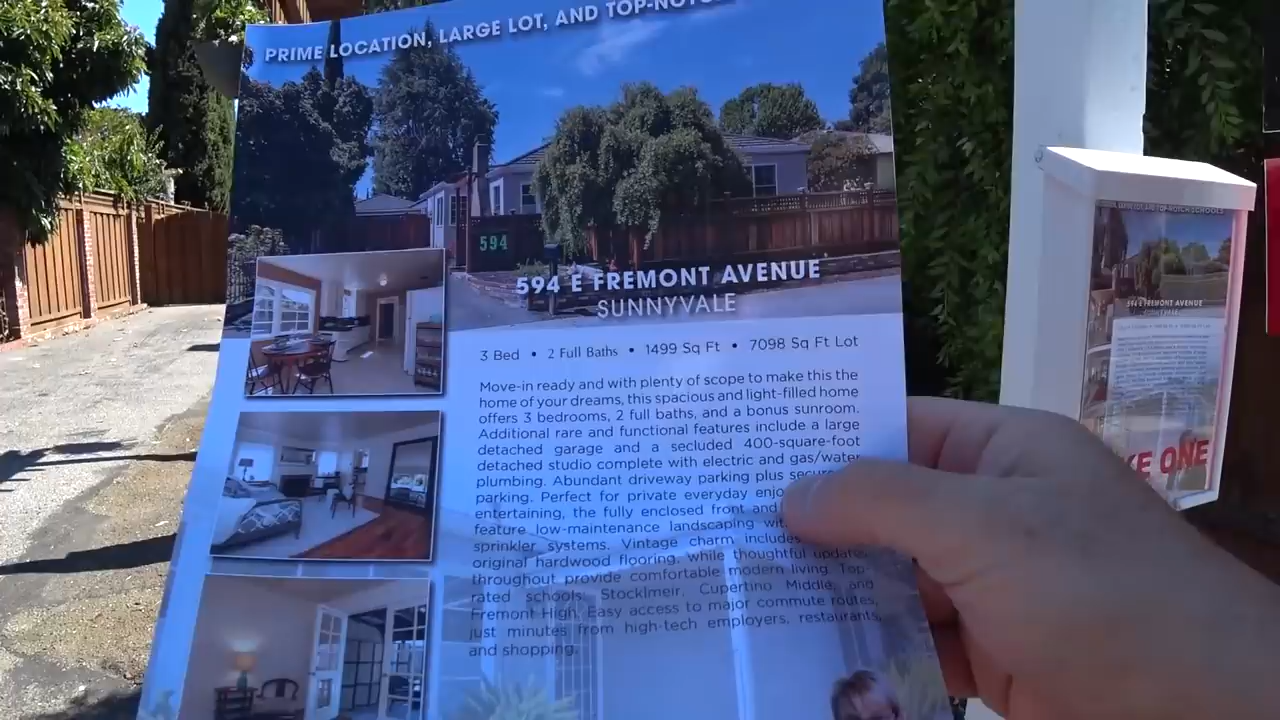 PRIME LOCATION, LARGE LOT, AND TOP-NOTCH
594
594 E FREMONT AVENUE
SUNNYVALE
3 Bed • 2 Full Baths • 1499 Sq Ft • 7098 Sq Ft Lot
Move-in ready and with plenty of scope to make this the
home of your dreams, this spacious and light-filled home
offers 3 bedrooms, 2 full baths, and a bonus sunroom.
Additional rare and functional features include a large
detached garage and a secluded 400-square-foot
detached studio complete with electric and gas/water
plumbing. Abundant driveway parking plus
parking. Perfect for private everyday
entertaining, the fully enclosed front and
feature low-maintenance landscaping
sprinkler systems. Vintage charm includes
original hardwood flooring, while thoughtful
throughout provide comfortable modern living. Top-
rated schools: Stocklmeir, Cupertino Middle, and
Fremont High. Easy access to major commute routes,
just minutes from high-tech employers, restaurants,
and shopping.
TOP-NOTCH SCHOOLS
594 E FREMONT AVENUE
SUNNYVALE
ONE